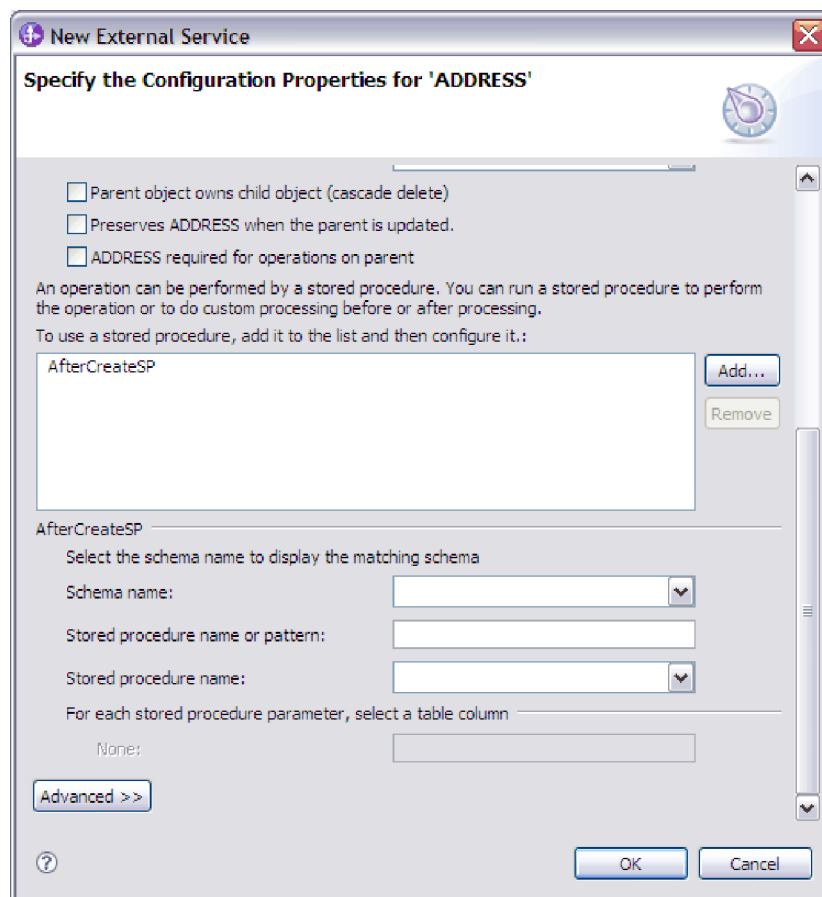 New External Service
Specify the Configuration Properties for 'ADDRESS'
Parent object owns child object (cascade delete)
Preserves ADDRESS when the parent is updated.
ADDRESS required for operations on parent
An operation can be performed by a stored procedure. You can run a stored procedure to perform
the operation or to do custom processing before or after processing.
To use a stored procedure, add it to the list and then configure it.:
AfterCreateSP
Add...
Remove
AfterCreateSP
Select the schema name to display the matching schema
Schema name:
Stored procedure name or pattern:
Stored procedure name:
For each stored procedure parameter, select a table column
None:
Advanced >>
?
OK
Cancel